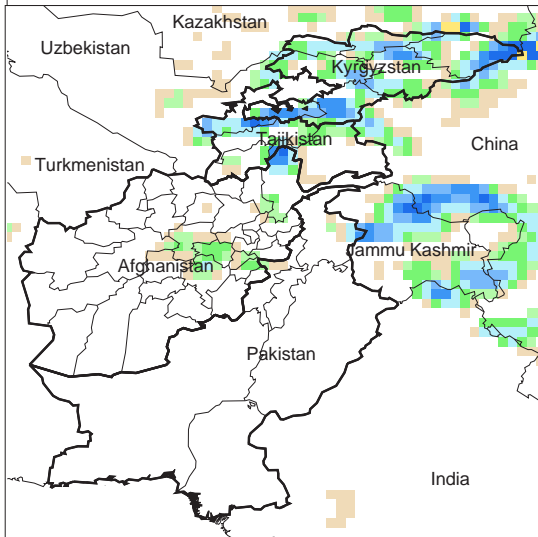 Kazakhstan
Uzbekistan
Kyrgyzstan
Tajikistan
China
Turkmenistan
Jammu Kashmir
Afghanistan
Pakistan
India